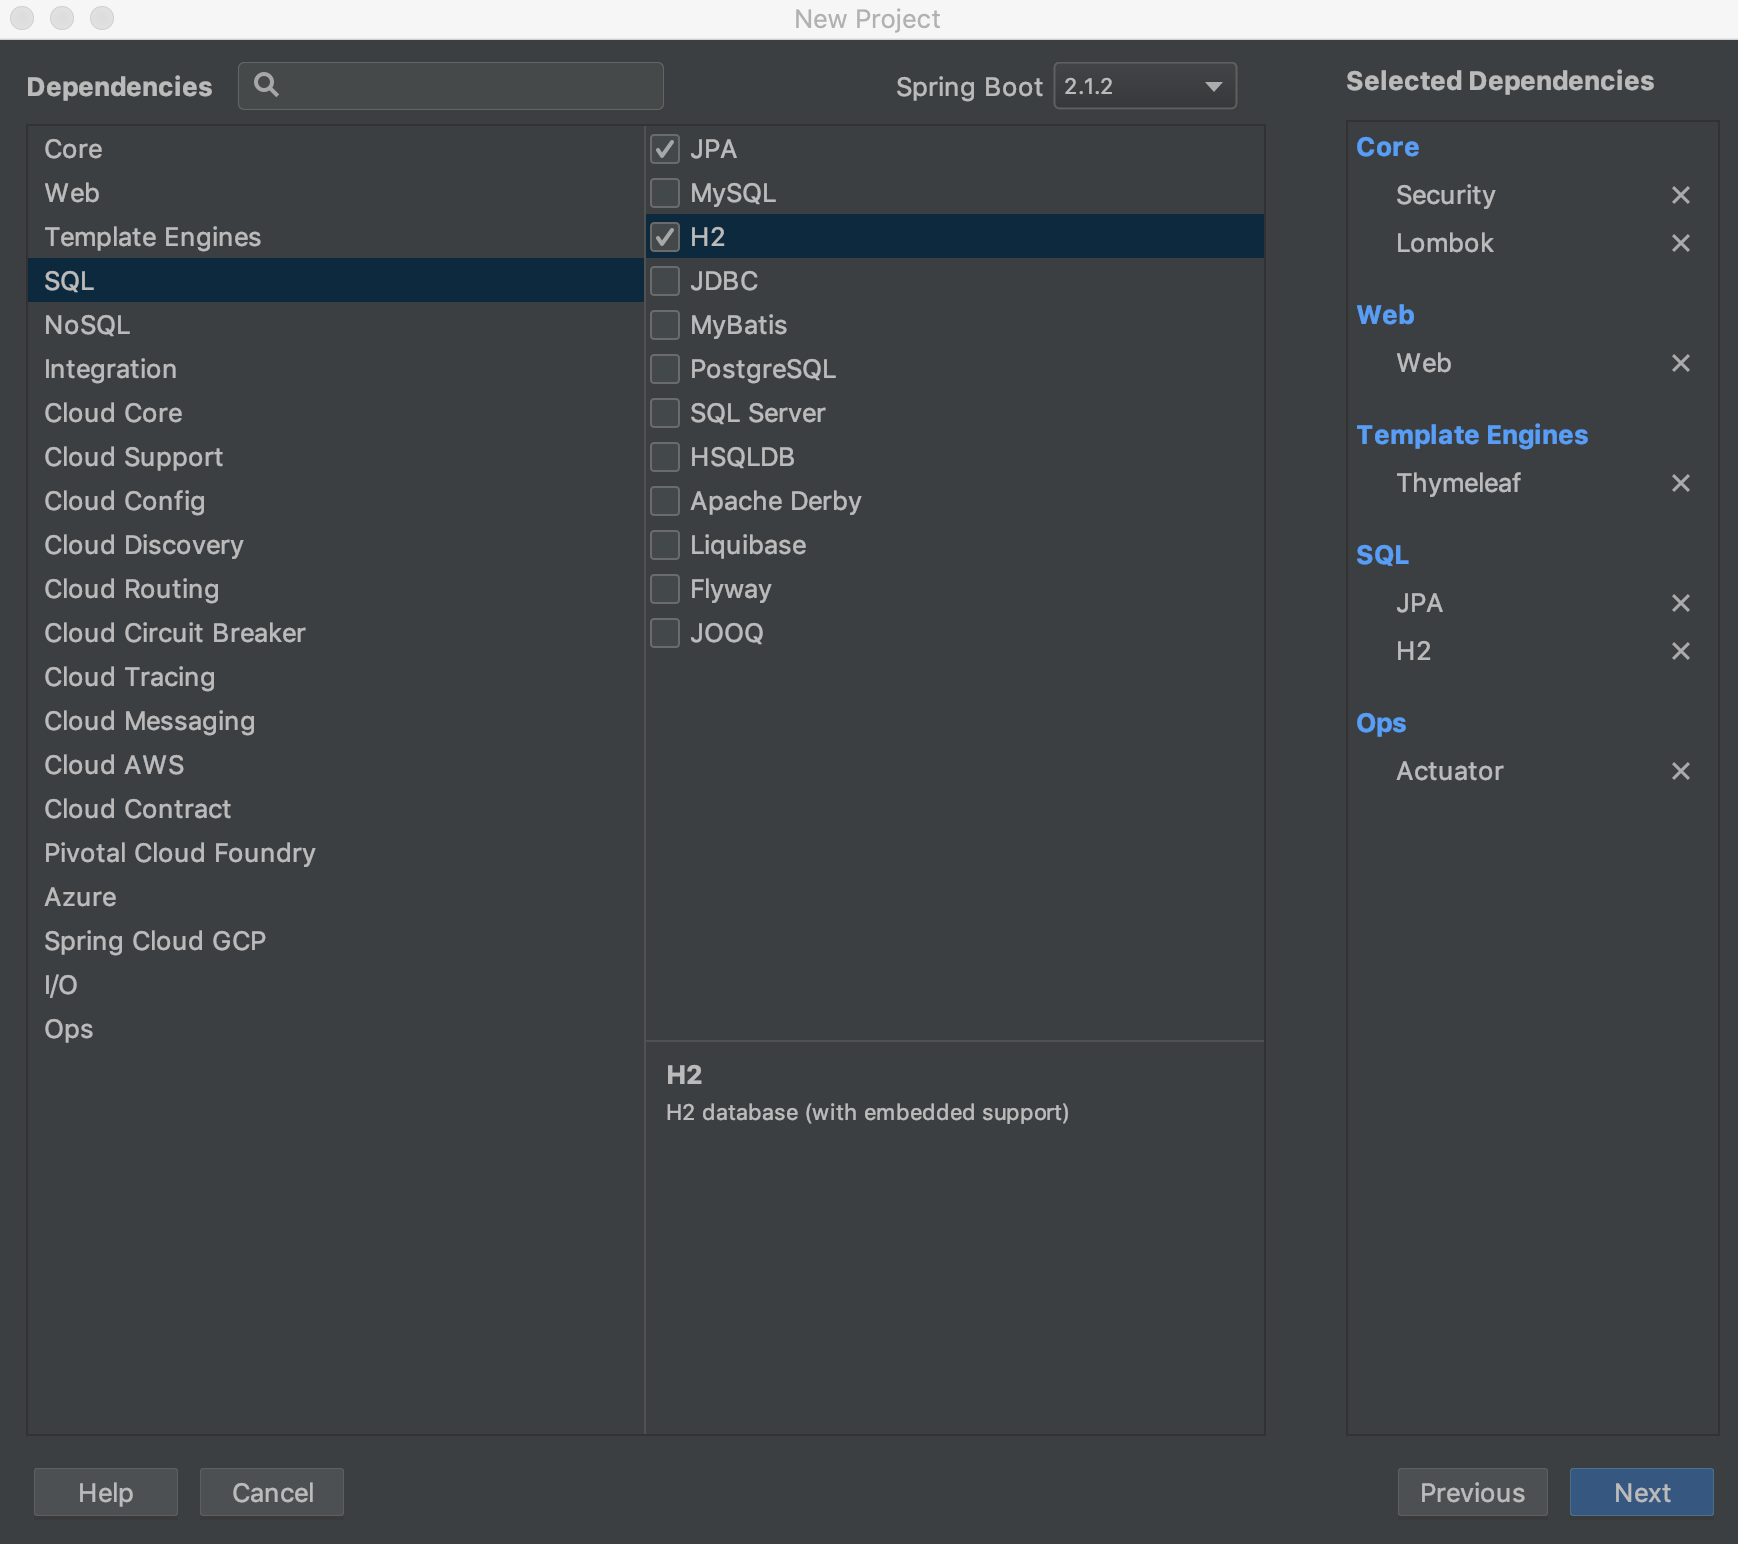 New Project
Dependencies
Spring Boot 2.1.2
Selected Dependencies
Core
Web
Template Engines
SQL
NoSQL
Integration
Cloud Core
Cloud Support
Cloud Config
Cloud Discovery
Cloud Routing
Cloud Circuit Breaker
Cloud Tracing
Cloud Messaging
Cloud AWS
Cloud Contract
Pivotal Cloud Foundry
Azure
Spring Cloud GCP
I/O
Ops
JPA
MySQL
H2
JDBC
MyBatis
PostgreSQL
SQL Server
HSQLDB
Apache Derby
Liquibase
Flyway
JOOQ
H2
H2 database (with embedded support)
Core
Security
Lombok
Web
Web
Template Engines
Thymeleaf
SQL
JPA
H2
Ops
Actuator
Help
Cancel
Previous
Next